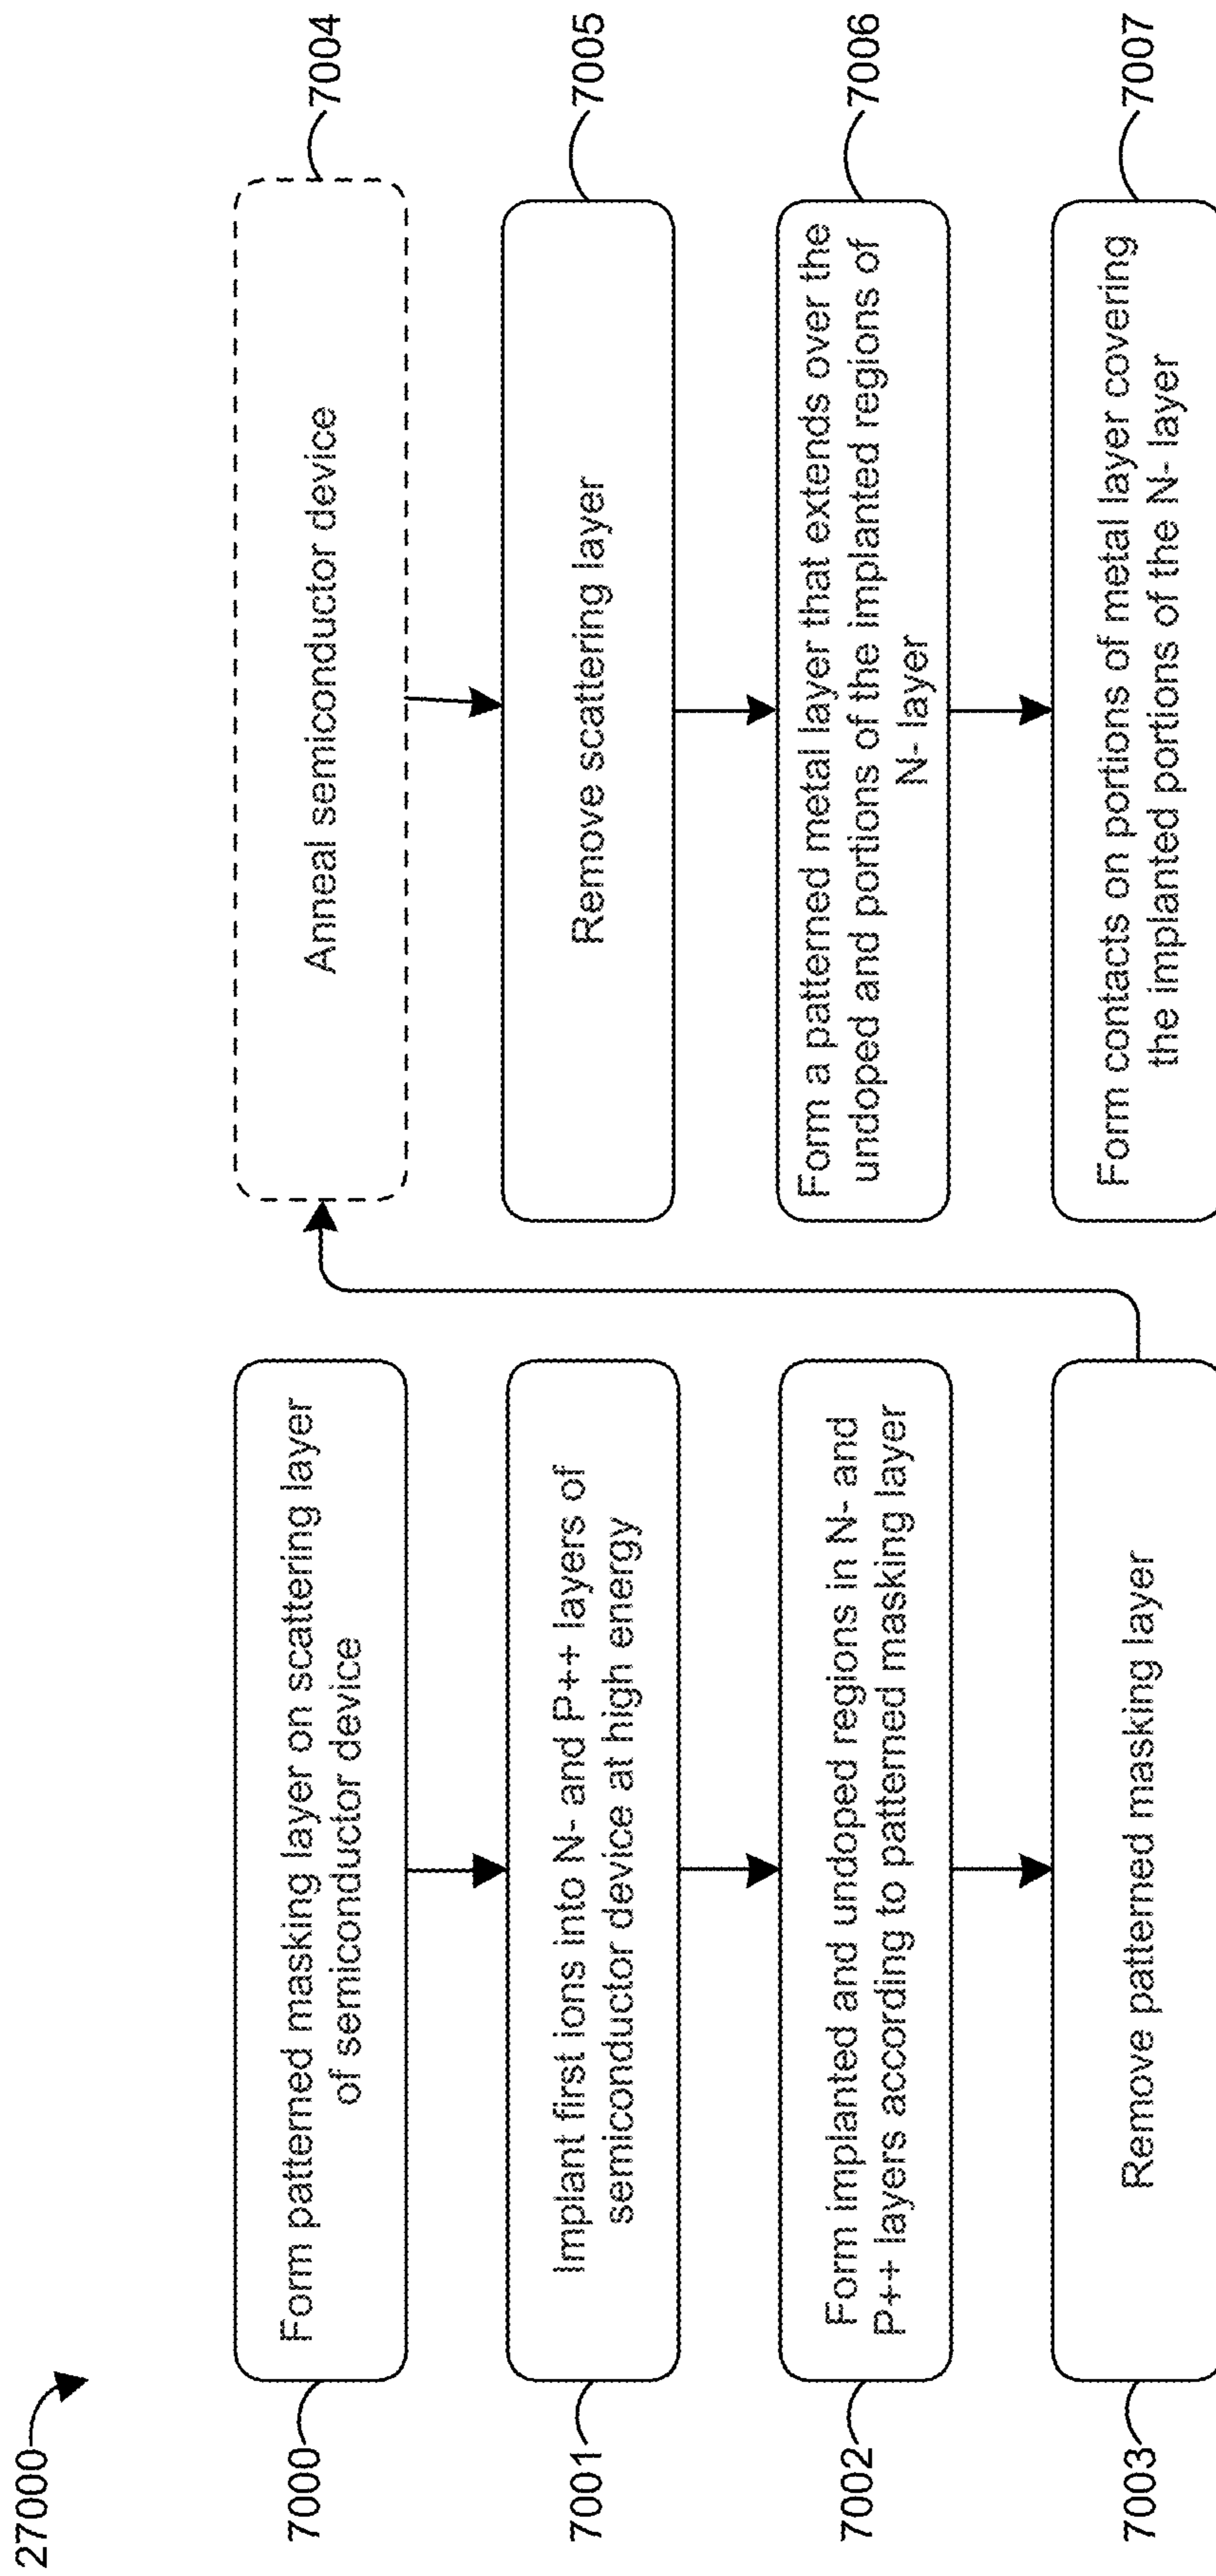 27000
7000
Form patterned masking layer on scattering layer
of semiconductor device
7001
Implant first ions into N- and P++ layers of
semiconductor device at high energy
7002
Form implanted and undoped regions in N- and
P++ layers according to patterned masking layer
7003
Remove patterned masking layer
7004
Anneal semiconductor device
7005
Remove scattering layer
7006
Form a patterned metal layer that extends over the
undoped and portions of the implanted regions of
N- layer
7007
Form contacts on portions of metal layer covering
the implanted portions of the N- layer